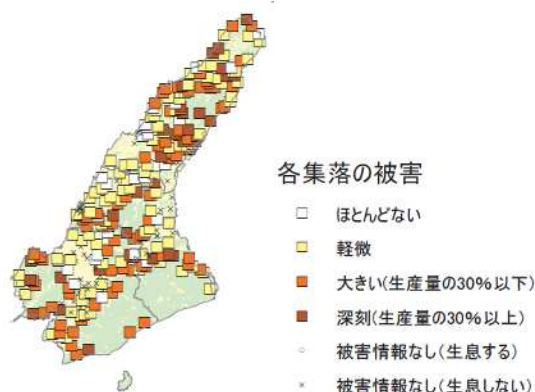 各集落の被害
ほとんどない
軽微
大きい(生産量の30%以下)
深刻(生産量の30%以上)
被害情報なし(生息する)
被害情報なし(生息しない)